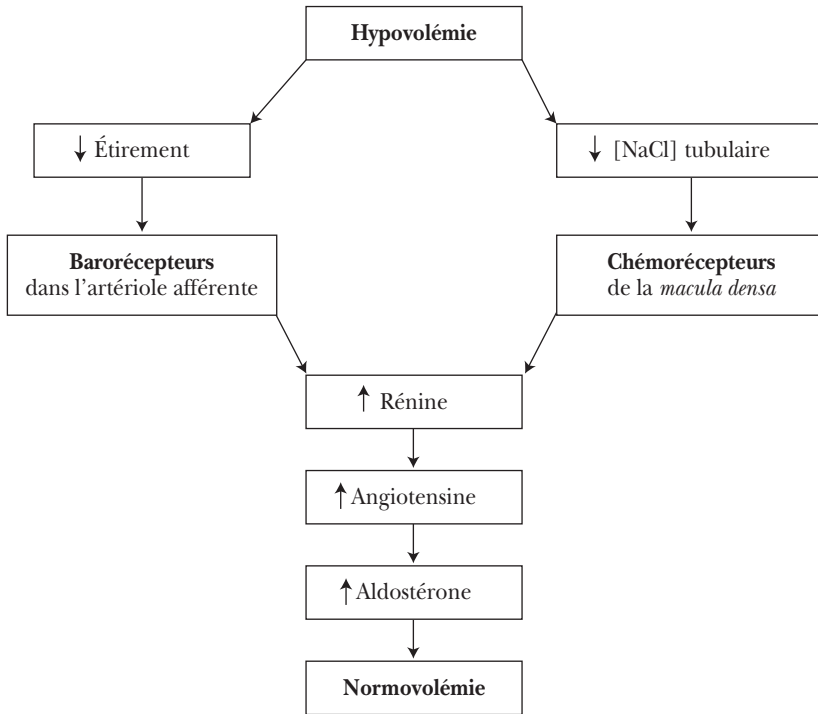 Hypovolémie
↓ Étirement
↓ [NaCl] tubulaire
Barorécepteurs
dans l’artériole afférente
Chémorécepteurs
de la macula densa
↑ Rénine
↑ Angiotensine
↑ Aldostérone
Normovolémie